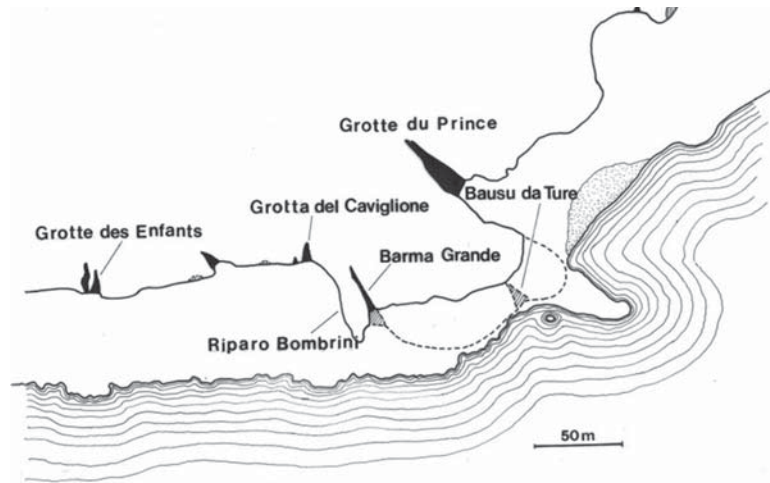 Grotte du Prince
Bausu da Ture
Grotta del Caviglione
Grotte des Enfants
Barma Grande
Riparo Bombrini
50m